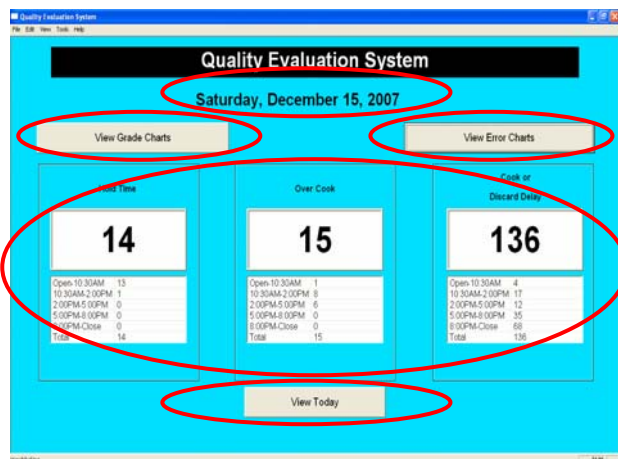 Quality Evaluation System
File Edit View Tools Help
Quality Evaluation System
Saturday, December 15, 2007
View Grade Charts
View Error Charts
Hold Time
14
Open-10:30AM 13
10:30AM-2:00PM 1
2:00PM-5:00PM 0
5:00PM-8:00PM 0
8:00PM-Close 0
Total 14
Over Cook
15
Open-10:30AM 1
10:30AM-2:00PM 8
2:00PM-5:00PM 6
5:00PM-8:00PM 0
8:00PM-Close 0
Total 15
Cook or
Discard Delay
136
Open-10:30AM 4
10:30AM-2:00PM 17
2:00PM-5:00PM 12
5:00PM-8:00PM 35
8:00PM-Close 68
Total 136
View Today